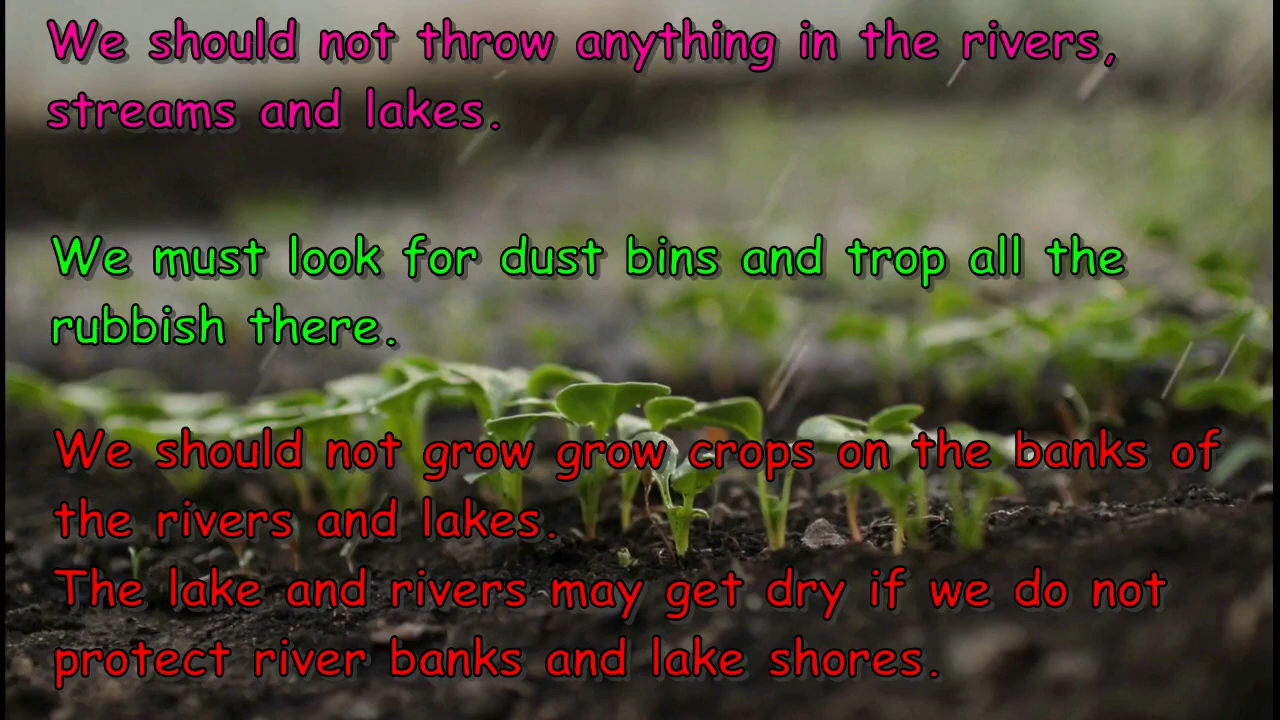 We should not throw anything in the rivers,
streams and lakes.
We must look for dust bins and trop all the
rubbish there.
We should not grow grow crops on the banks of
the rivers and lakes.
The lake and rivers may get dry if we do not
protect river banks and lake shores.